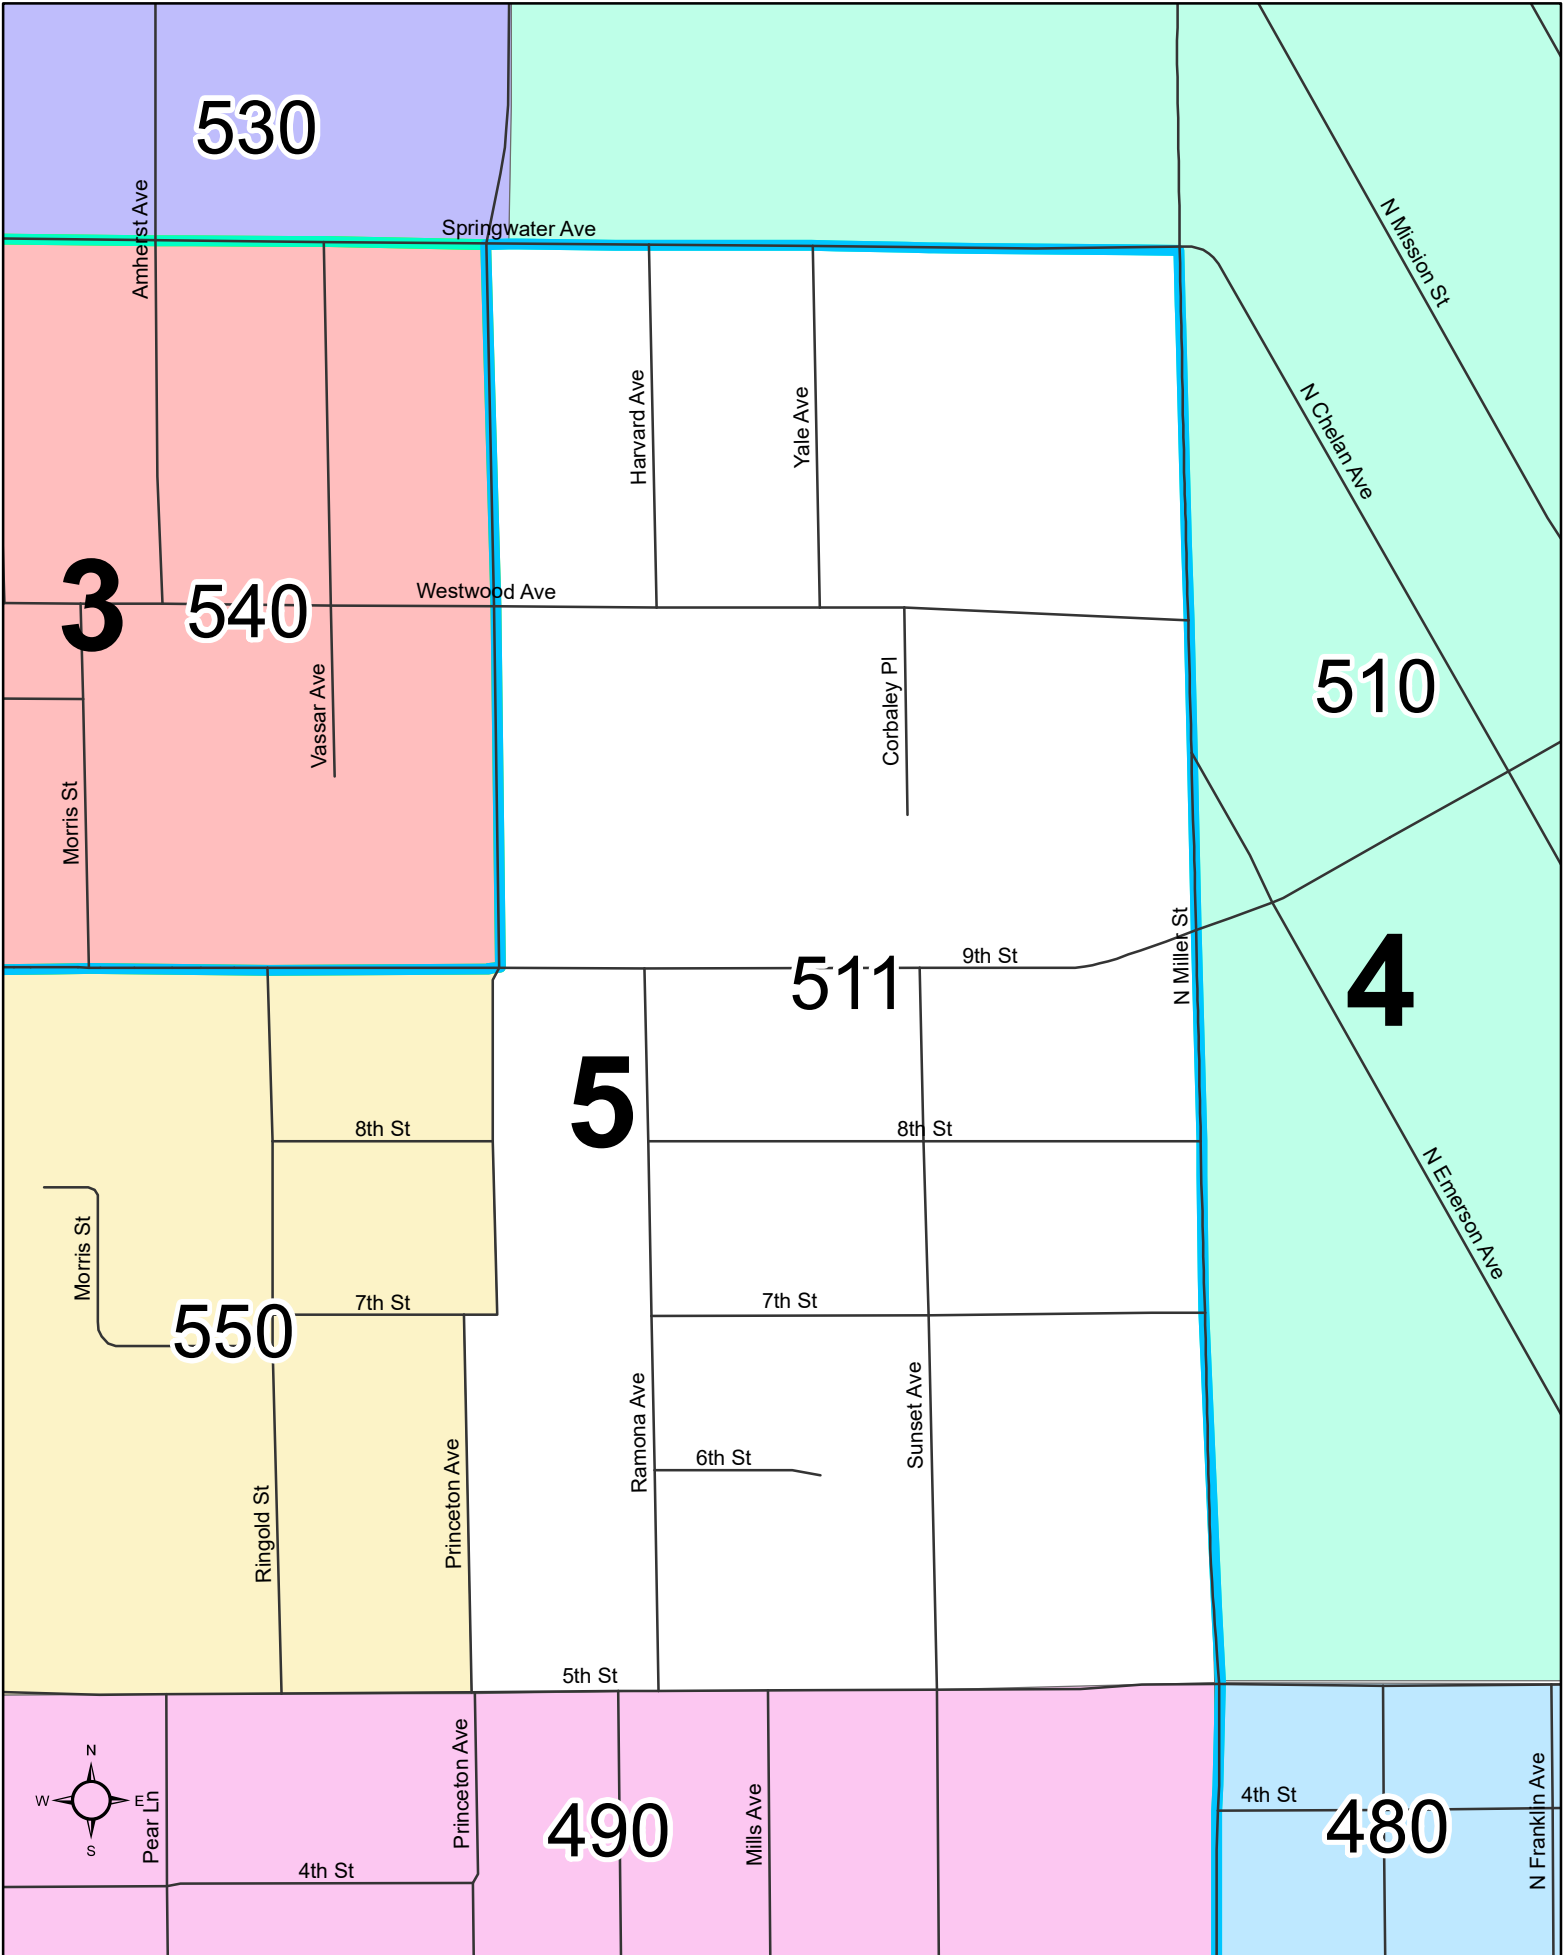 530
Amherst Ave
Springwater Ave
N Mission St
Harvard Ave
Yale Ave
N Chelan Ave
3
540
Westwood Ave
Vassar Ave
Corbaley Pl
510
Morris St
N Miller St
9th St
511
4
5
8th St
8th St
Morris St
N Emerson Ave
7th St
7th St
550
Ramona Ave
Sunset Ave
6th St
Ringold St
Princeton Ave
5th St
N
W
E
S
Pear Ln
Princeton Ave
490
Mills Ave
4th St
480
N Franklin Ave
4th St